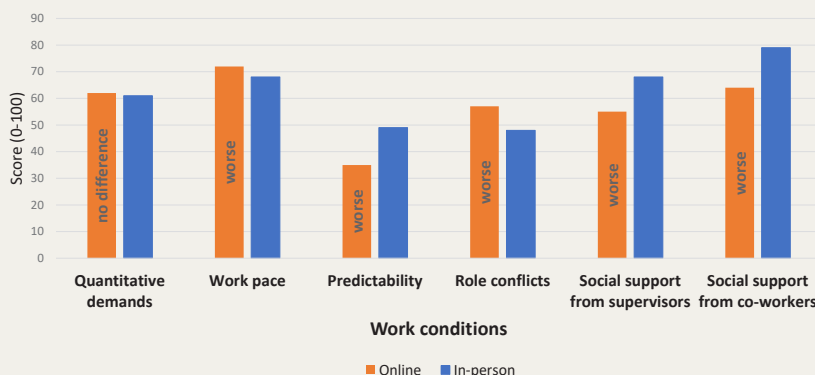 90
80
70
60
50
40
30
20
10
0
Score (0-100)
no difference
worse
worse
worse
worse
worse
Quantitative demands
Work pace
Predictability
Role conflicts
Social support from supervisors
Social support from co-workers
Work conditions
Online In-person